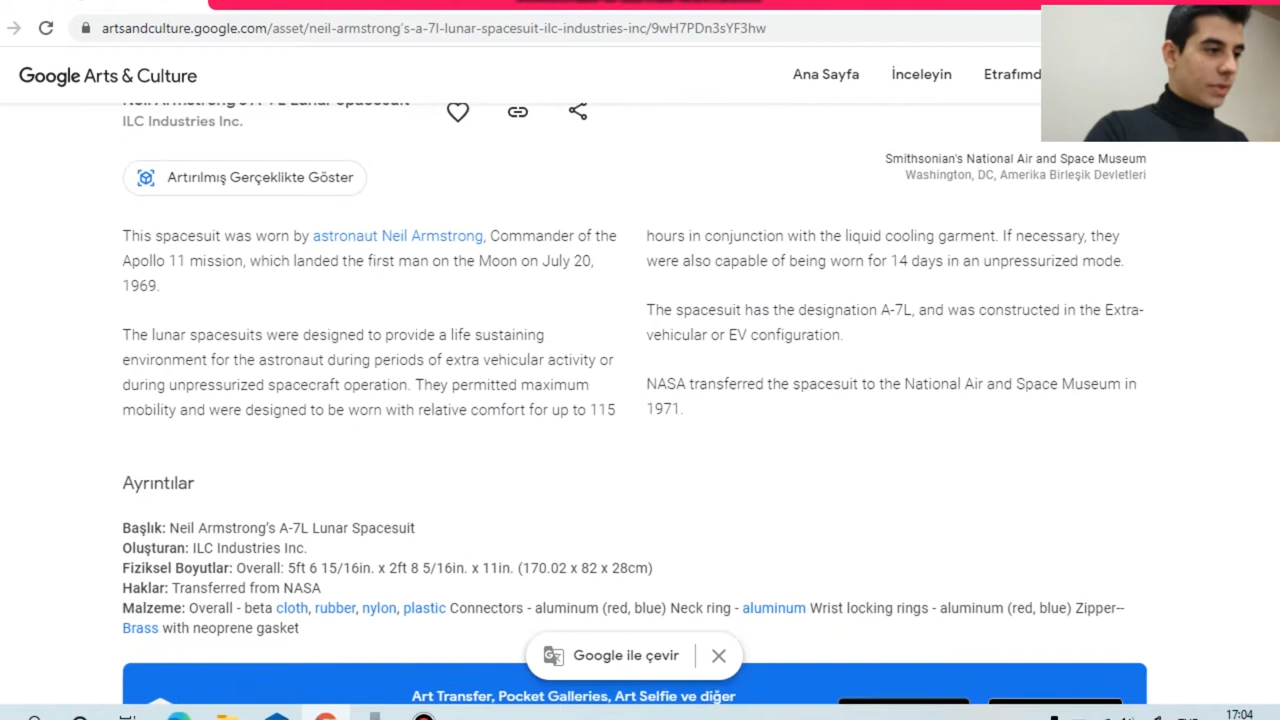 artsandculture.google.com/asset/neil-armstrong's-a-7l-lunar-spacesuit-ilc-industries-inc/9wH7PDn3sYF3hw
Google Arts & Culture
Ana Sayfa
İnceleyin
Etrafımd
Neil Armstrong's A-7L Lunar Spacesuit
ILC Industries Inc.
Smithsonian's National Air and Space Museum
Washington, DC, Amerika Birleşik Devletleri
Artırılmış Gerçeklikte Göster
This spacesuit was worn by astronaut Neil Armstrong, Commander of the
Apollo 11 mission, which landed the first man on the Moon on July 20,
1969.
The lunar spacesuits were designed to provide a life sustaining
environment for the astronaut during periods of extra vehicular activity or
during unpressurized spacecraft operation. They permitted maximum
mobility and were designed to be worn with relative comfort for up to 115
hours in conjunction with the liquid cooling garment. If necessary, they
were also capable of being worn for 14 days in an unpressurized mode.
The spacesuit has the designation A-7L, and was constructed in the Extra-
vehicular or EV configuration.
NASA transferred the spacesuit to the National Air and Space Museum in
1971.
Ayrıntılar
Başlık: Neil Armstrong's A-7L Lunar Spacesuit
Oluşturan: ILC Industries Inc.
Fiziksel Boyutlar: Overall: 5ft 6 15/16in. x 2ft 8 5/16in. x 11in. (170.02 x 82 x 28cm)
Haklar: Transferred from NASA
Malzeme: Overall - beta cloth, rubber, nylon, plastic Connectors - aluminum (red, blue) Neck ring - aluminum Wrist locking rings - aluminum (red, blue) Zipper--
Brass with neoprene gasket
Google ile çevir
Art Transfer, Pocket Galleries, Art Selfie ve diğer
17:04